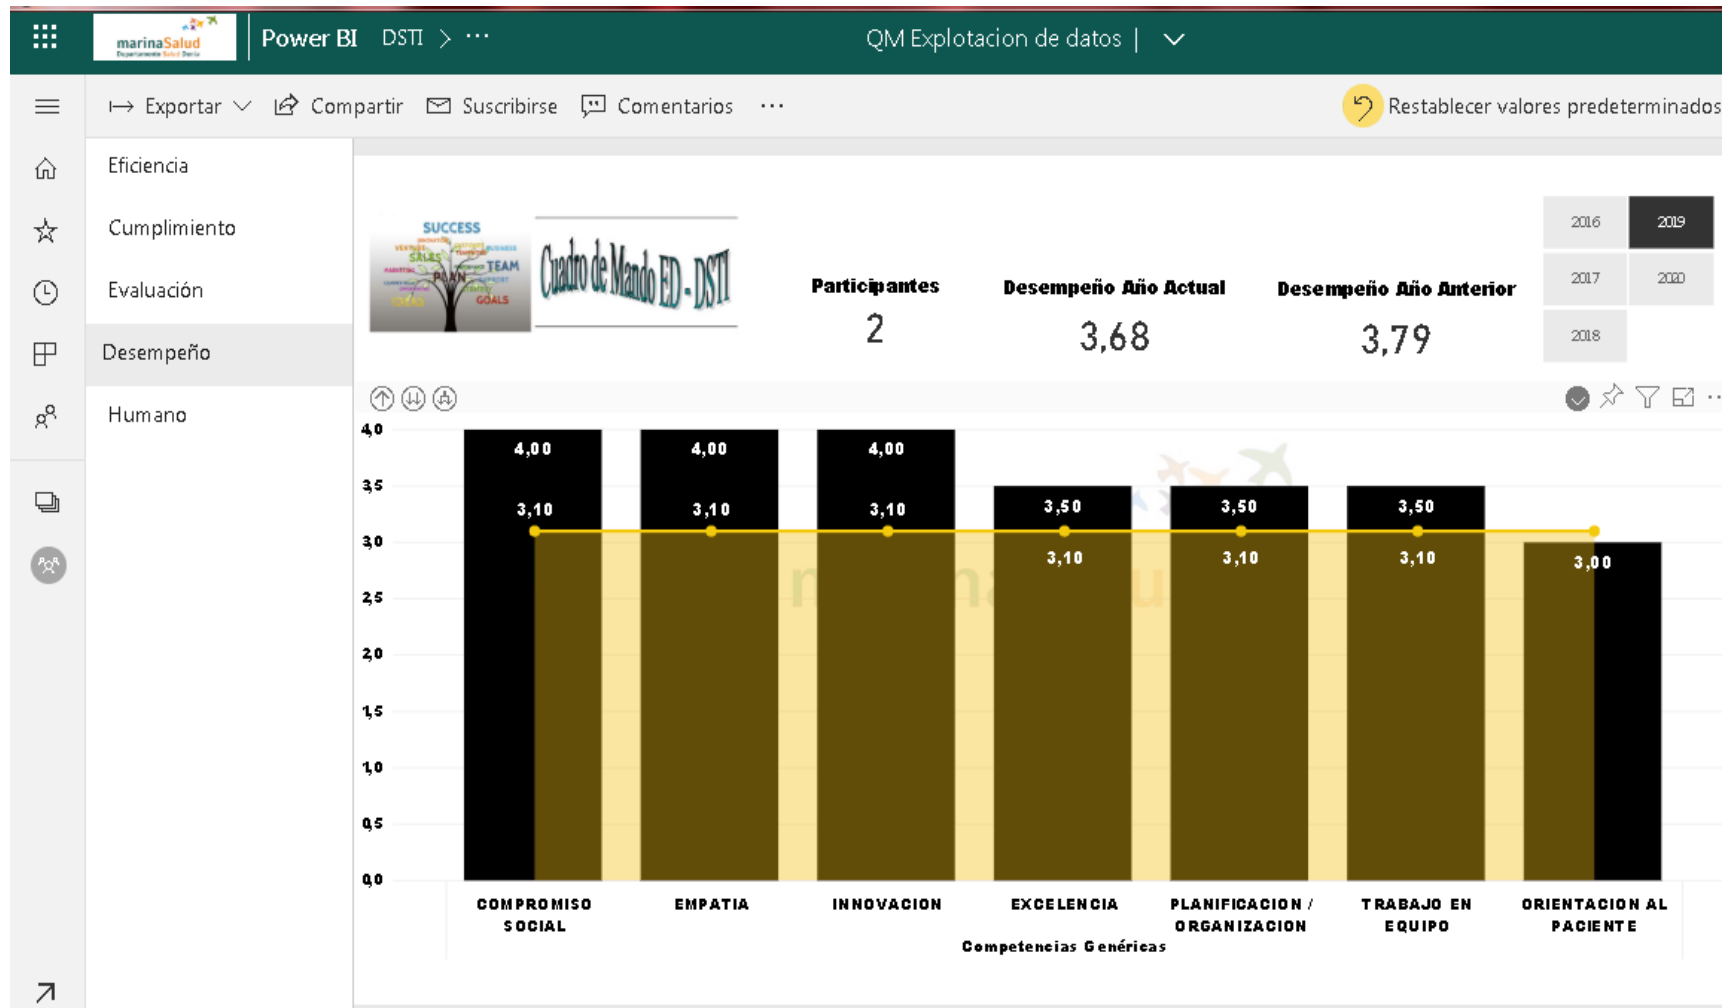 marinaSalud
Departamento Salud Denia
Power BI DSTI > ···
QM Explotacion de datos |
Exportar
Compartir
Suscribirse
Comentarios
···
Restablecer valores predeterminados
Eficiencia
Cumplimiento
Evaluación
Desempeño
Humano
SUCCESS
SALES
TEAM
PLAN
GOALS
IDEAS
Cuadro de Mando ED - DSTI
Participantes
2
Desempeño Año Actual
3,68
Desempeño Año Anterior
3,79
2016 2019
2017 2020
2018
4,0
3,5
3,0
2,5
2,0
1,5
1,0
0,5
0,0
4,00 4,00 4,00 3,50 3,50 3,50 3,00
3,10 3,10 3,10 3,10 3,10 3,10
COMPROMISO SOCIAL
EMPATIA
INNOVACION
EXCELENCIA
PLANIFICACION /
ORGANIZACION
TRABAJO EN
EQUIPO
ORIENTACION AL
PACIENTE
Competencias Genéricas